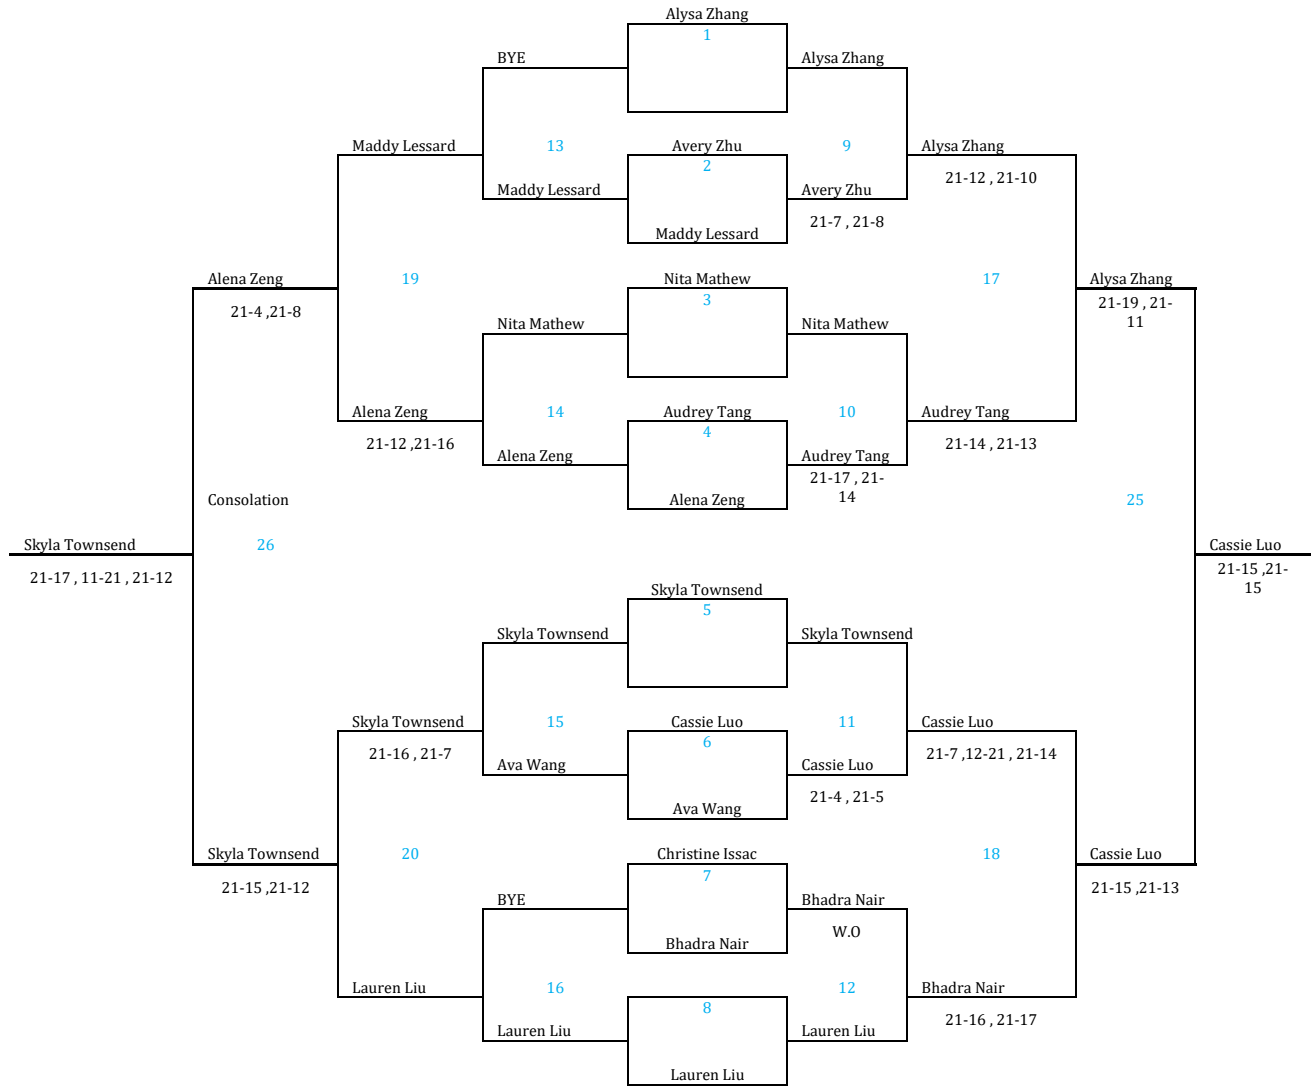 Alysa Zhang
1
BYE
Alysa Zhang
Maddy Lessard
13
Avery Zhu
9
Alysa Zhang
2
21-12 , 21-10
Maddy Lessard
Avery Zhu
21-7 , 21-8
Maddy Lessard
Alena Zeng
19
Nita Mathew
17
Alysa Zhang
3
21-19 , 21-
11
21-4 ,21-8
Nita Mathew
Nita Mathew
Alena Zeng
14
Audrey Tang
10
Audrey Tang
4
21-12 ,21-16
21-14 , 21-13
Alena Zeng
Audrey Tang
21-17 , 21-
14
Consolation
Alena Zeng
25
Skyla Townsend
26
Cassie Luo
21-17 , 11-21 , 21-12
21-15 ,21-
15
Skyla Townsend
5
Skyla Townsend
Skyla Townsend
Skyla Townsend
15
Cassie Luo
11
Cassie Luo
6
21-16 , 21-7
21-7 ,12-21 , 21-14
Ava Wang
Cassie Luo
21-4 , 21-5
Ava Wang
Skyla Townsend
20
Christine Issac
18
Cassie Luo
7
21-15 ,21-12
21-15 ,21-13
BYE
Bhadra Nair
W.O
Bhadra Nair
Lauren Liu
16
12
Bhadra Nair
8
21-16 , 21-17
Lauren Liu
Lauren Liu
Lauren Liu